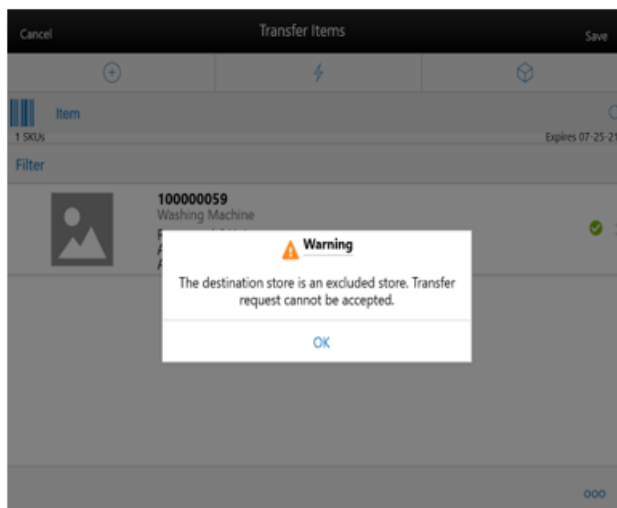 Cancel
Transfer Items
Save
Item
1 SKUs
Expires 07-25-21
Filter
100000059
Washing Machine
Warning
The destination store is an excluded store. Transfer
request cannot be accepted.
OK